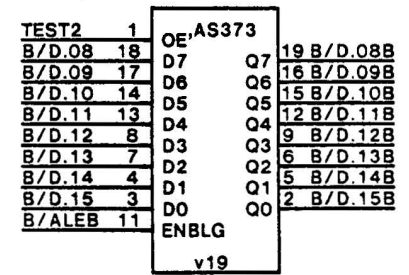 TEST2 1 OE' AS373
B/D.08 18 D7 Q7 19 B/D.08B
B/D.09 17 D6 Q6 16 B/D.09B
B/D.10 14 D5 Q5 15 B/D.10B
B/D.11 13 D4 Q4 12 B/D.11B
B/D.12 8 D3 Q3 9 B/D.12B
B/D.13 7 D2 Q2 6 B/D.13B
B/D.14 4 D1 Q1 5 B/D.14B
B/D.15 3 D0 Q0 2 B/D.15B
B/ALEB 11 ENBLG
v19